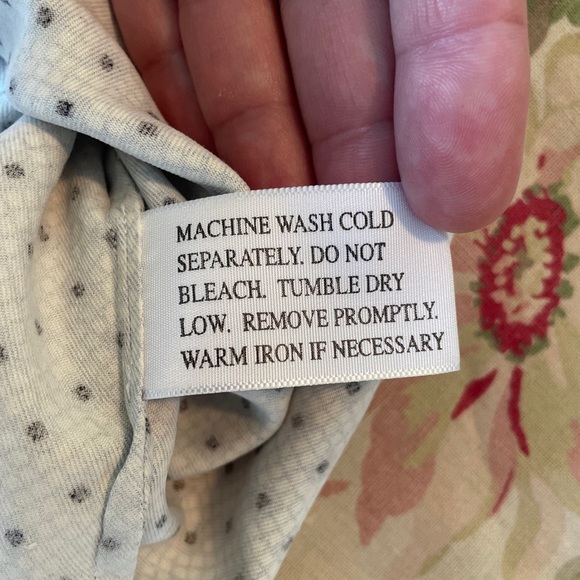 MACHINE WASH COLD
SEPARATELY. DO NOT
BLEACH. TUMBLE DRY
LOW. REMOVE PROMPTLY.
WARM IRON IF NECESSARY